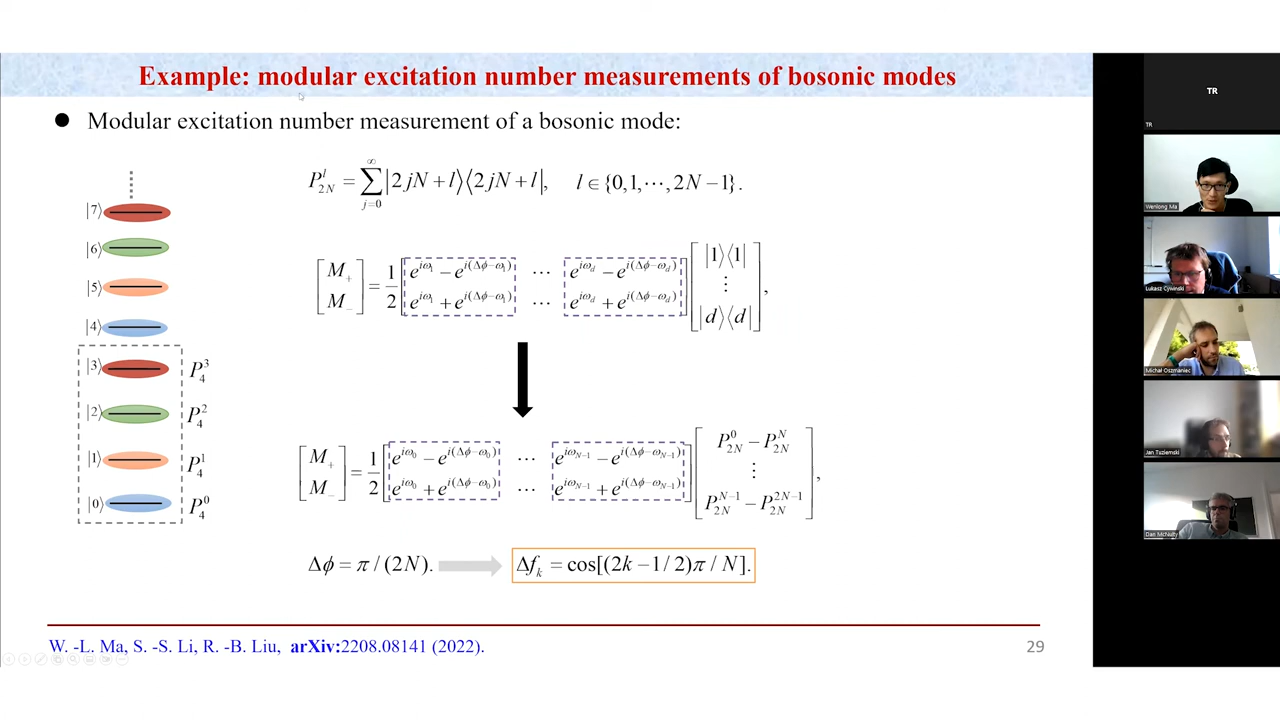 Example: modular excitation number measurements of bosonic modes
● Modular excitation number measurement of a bosonic mode:
P_{2N}^{l} = \sum_{j=0}^{∞} |2jN + l⟩⟨2jN + l|, l ∈ {0,1,⋯,2N−1}.
[M_+ ; M_−] = 1/2 [e^{iω_1} − e^{i(Δϕ−ω_1)} ⋯ e^{iω_d} − e^{i(Δϕ−ω_d)} ; e^{iω_1} + e^{i(Δϕ−ω_1)} ⋯ e^{iω_d} + e^{i(Δϕ−ω_d)}] [|1⟩⟨1| ; ⋮ ; |d⟩⟨d|],
[M_+ ; M_−] = 1/2 [e^{iω_0} − e^{i(Δϕ−ω_0)} ⋯ e^{iω_{N−1}} − e^{i(Δϕ−ω_{N−1})} ; e^{iω_0} + e^{i(Δϕ−ω_0)} ⋯ e^{iω_{N−1}} + e^{i(Δϕ−ω_{N−1})}] [P_{2N}^{0} − P_{2N}^{N} ; ⋮ ; P_{2N}^{N−1} − P_{2N}^{2N−1}],
Δϕ = π / (2N). Δf_k = cos[(2k −1/ 2)π / N].
|7⟩
|6⟩
|5⟩
|4⟩
|3⟩ P_4^3
|2⟩ P_4^2
|1⟩ P_4^1
|0⟩ P_4^0
W. -L. Ma, S. -S. Li, R. -B. Liu, arXiv:2208.08141 (2022).
29
TR
TR
Wenlong Ma
Lukasz Cywinski
Michał Oszmaniec
Jan Tuziemski
Dan McNulty